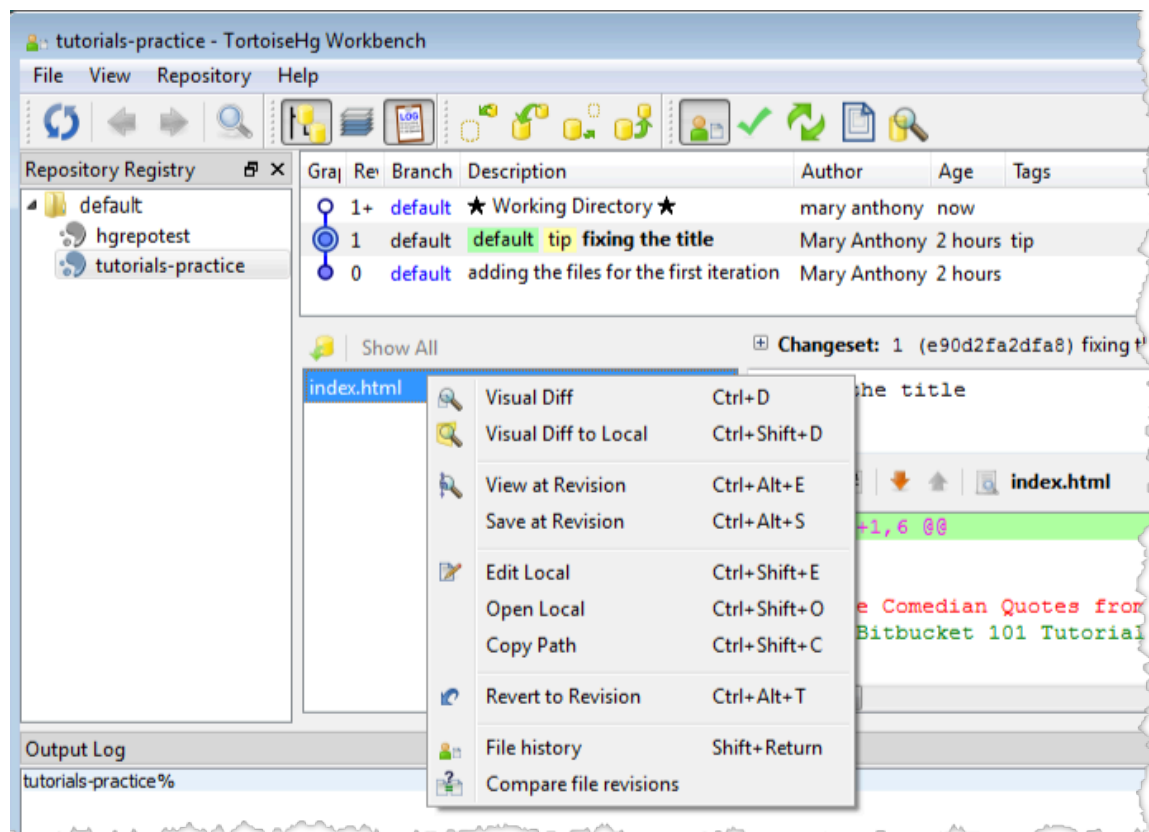 tutorials-practice - TortoiseHg Workbench
File View Repository Help
LOG
Repository Registry
default
hgrepotest
tutorials-practice
Branch Description Author Age Tags
1+ default ★ Working Directory ★ mary anthony now
1 default default tip fixing the title Mary Anthony 2 hours tip
0 default adding the files for the first iteration Mary Anthony 2 hours
Show All
Changeset: 1 (e90d2fa2dfa8) fixing
index.html
the title
Visual Diff Ctrl+D
Visual Diff to Local Ctrl+Shift+D
View at Revision Ctrl+Alt+E
Save at Revision Ctrl+Alt+S
Edit Local Ctrl+Shift+E
Open Local Ctrl+Shift+O
Copy Path Ctrl+Shift+C
Revert to Revision Ctrl+Alt+T
File history Shift+Return
Compare file revisions
index.html
+1,6 @@
e Comedian Quotes from
Bitbucket 101 Tutorial
Output Log
tutorials-practice%